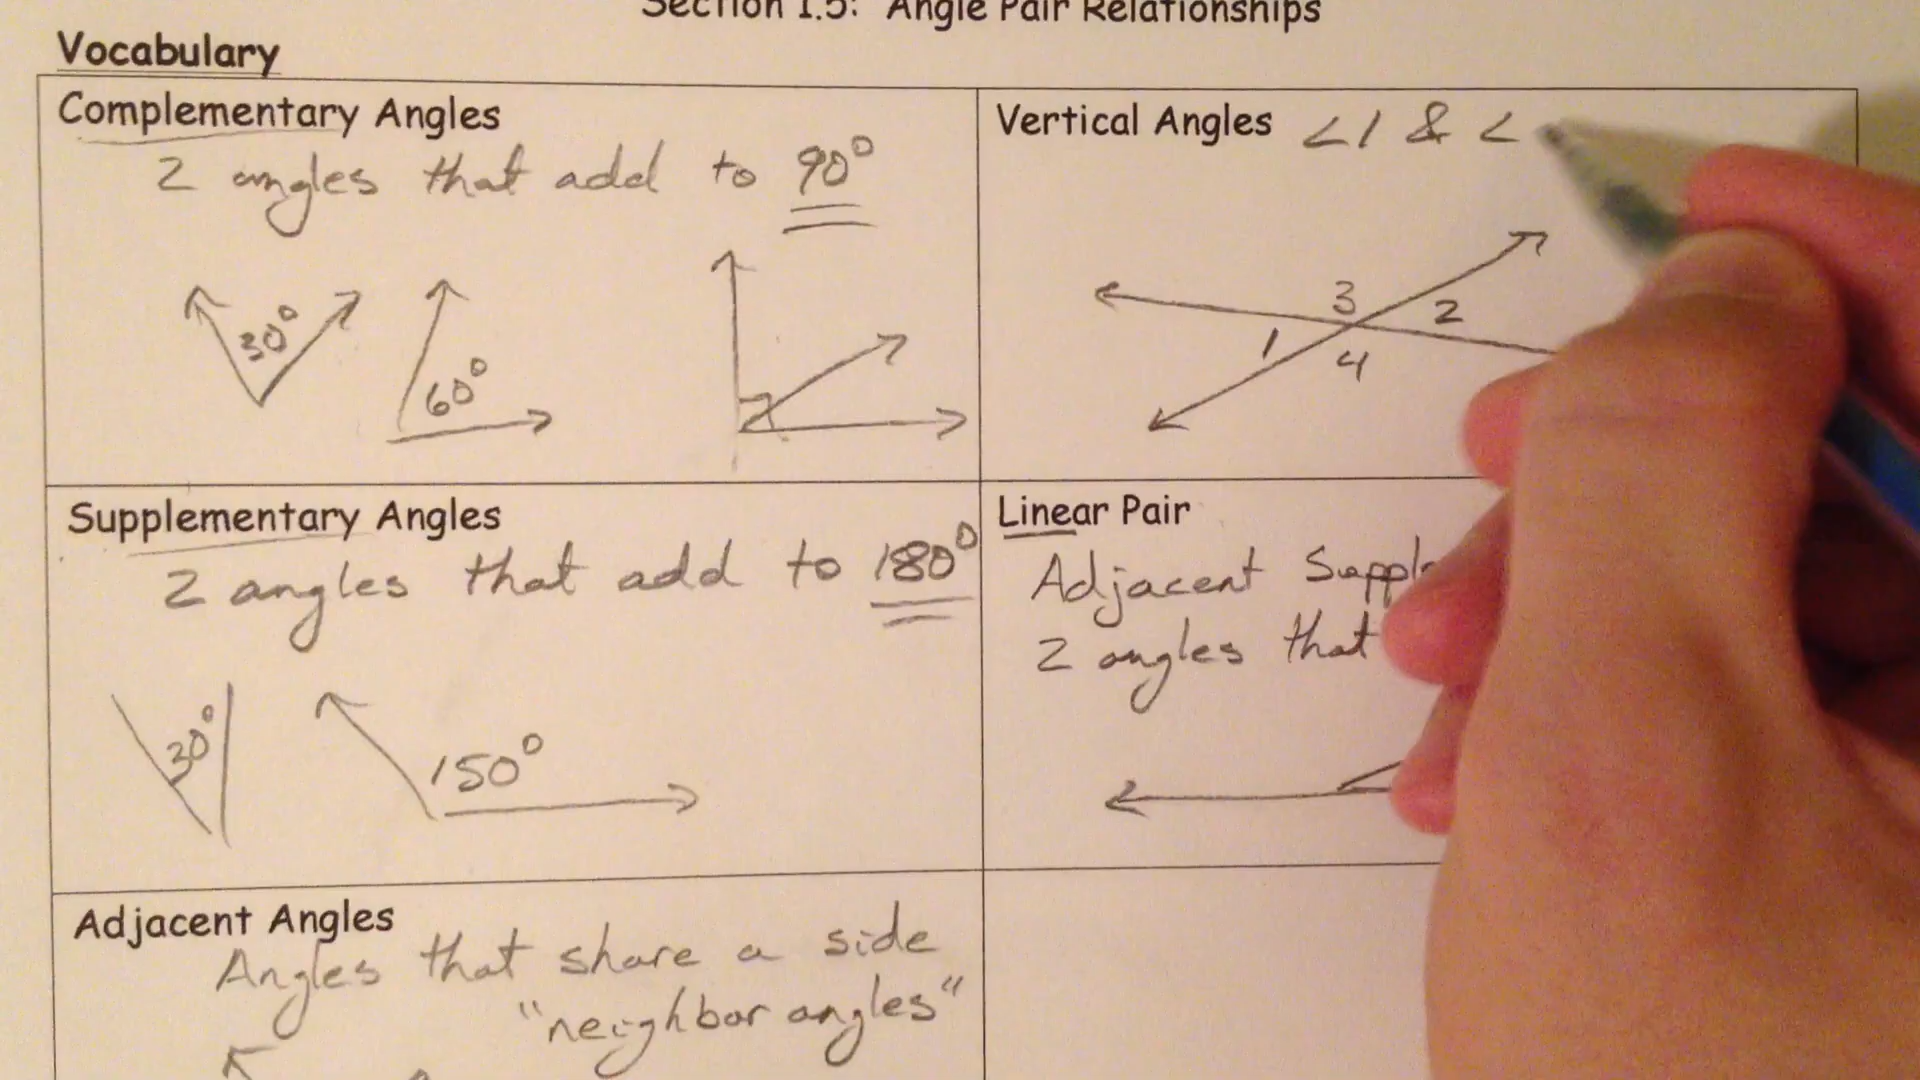 Section 1.5: Angle Pair Relationships
Vocabulary
Complementary Angles
2 angles that add to 90°
30°
60°
Vertical Angles ∠1 & ∠
3
2
1
4
Supplementary Angles
2 angles that add to 180°
30°
150°
Linear Pair
Adjacent
2 angles that
Adjacent Angles
Angles that share a side
"neighbor angles"